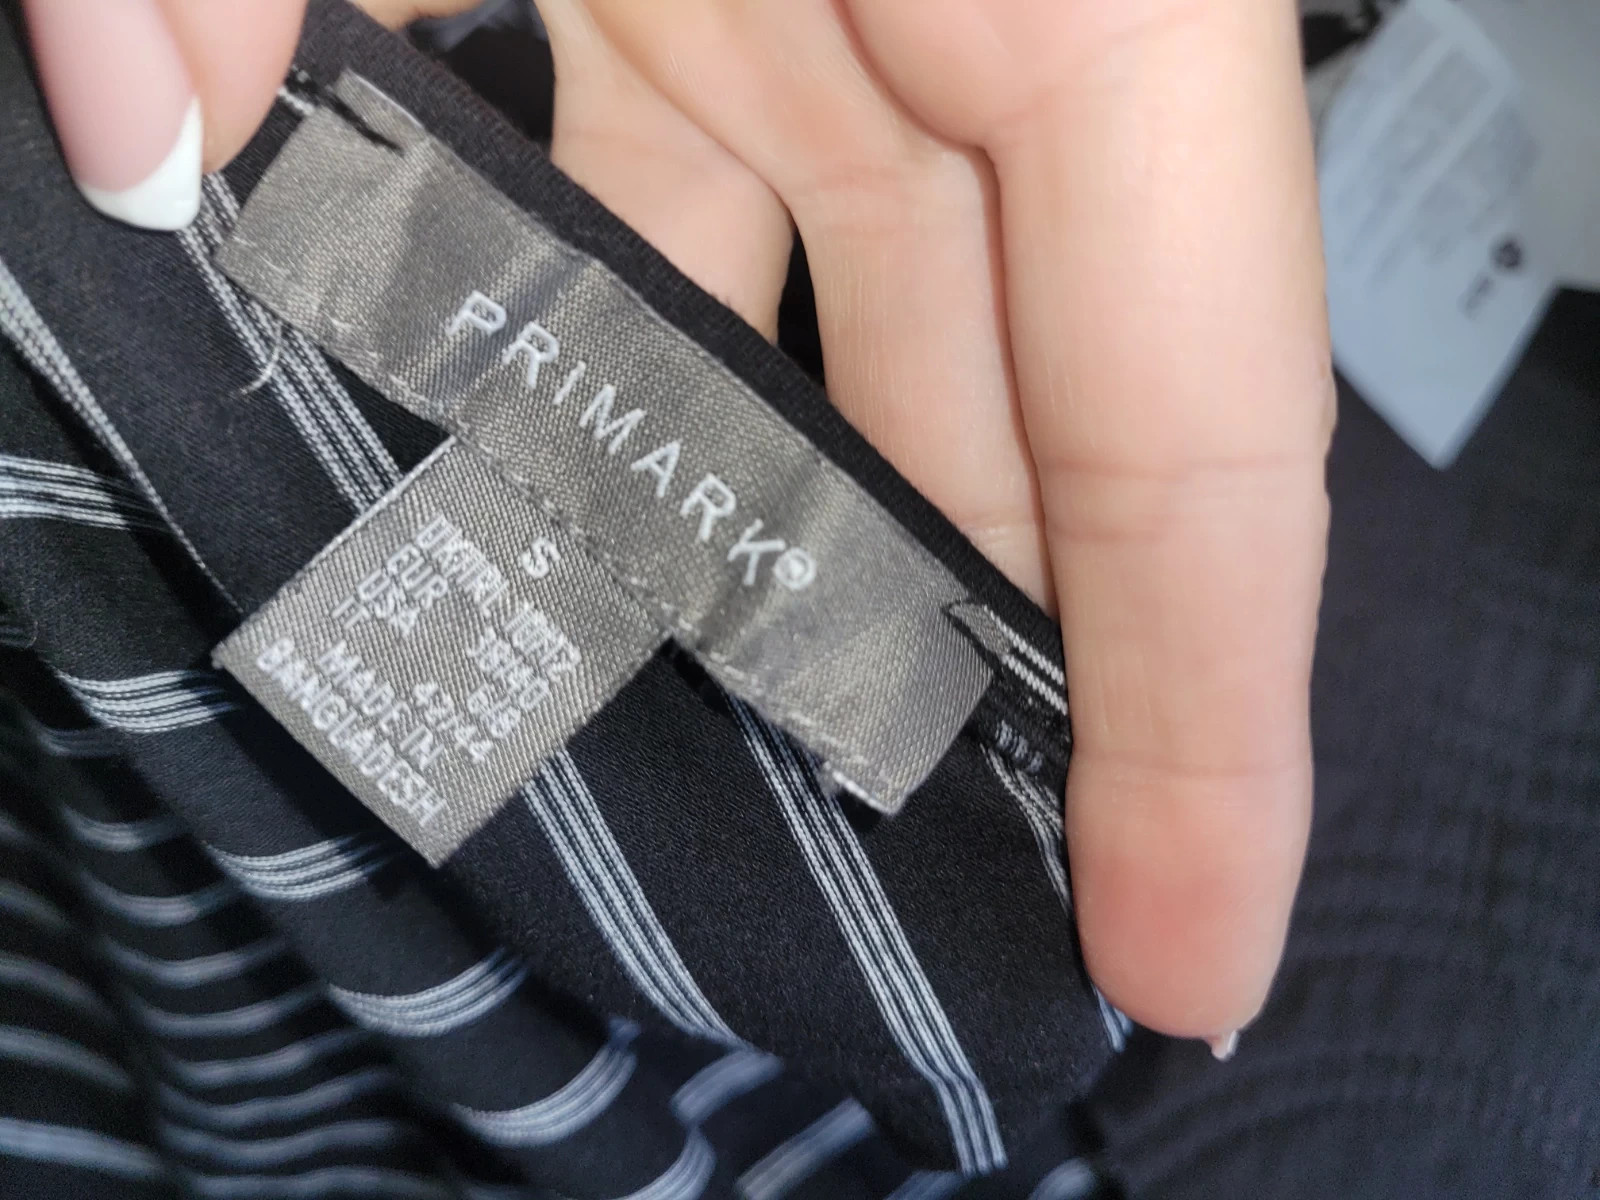 PRIMARK®
S
UK/IRL 10/12
EUR 38/40
USA 6/8
IT 42/44
MADE IN
BANGLADESH